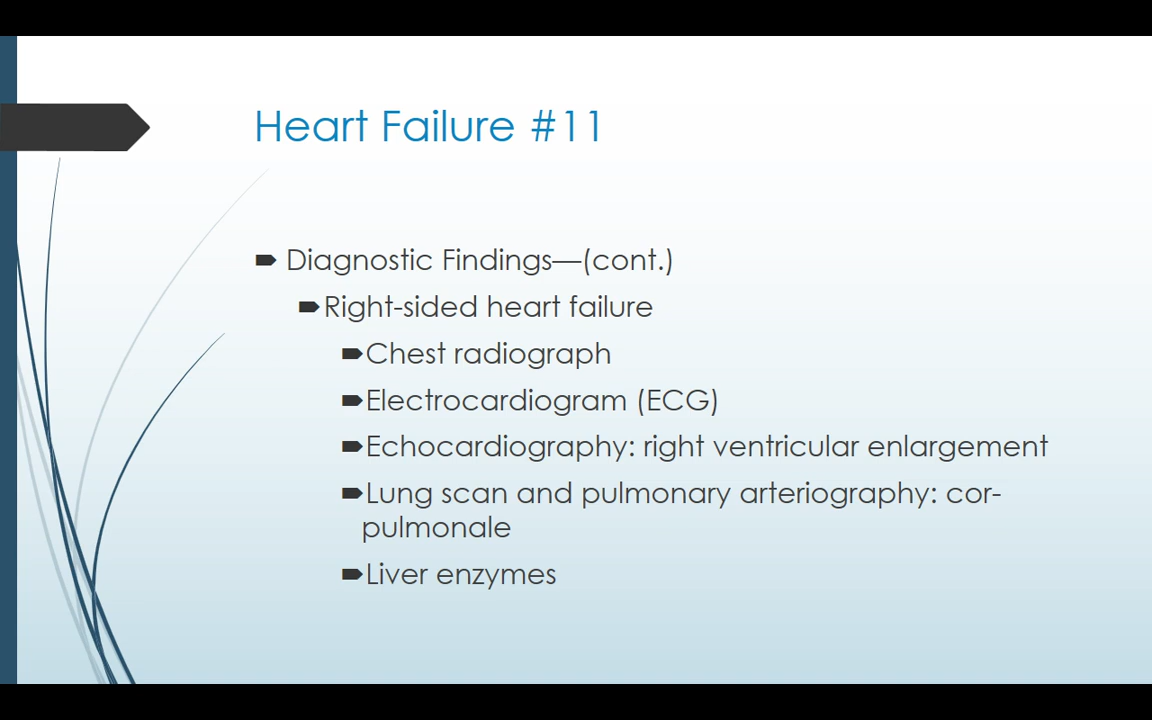 Heart Failure #11
Diagnostic Findings—(cont.)
Right-sided heart failure
Chest radiograph
Electrocardiogram (ECG)
Echocardiography: right ventricular enlargement
Lung scan and pulmonary arteriography: cor-
pulmonale
Liver enzymes